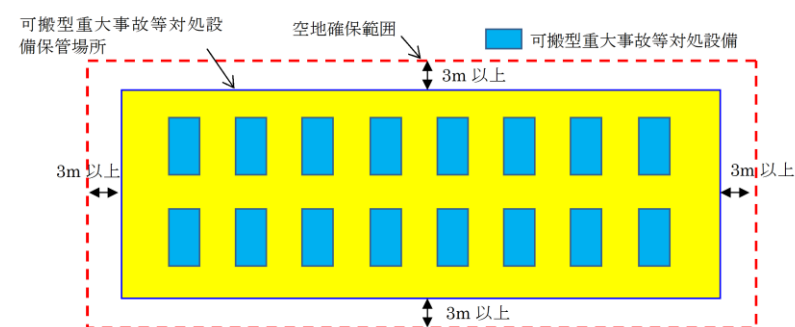 可搬型重大事故等対処設
備保管場所
空地確保範囲
可搬型重大事故等対処設備
3m 以上
3m 以上
3m 以上
3m 以上